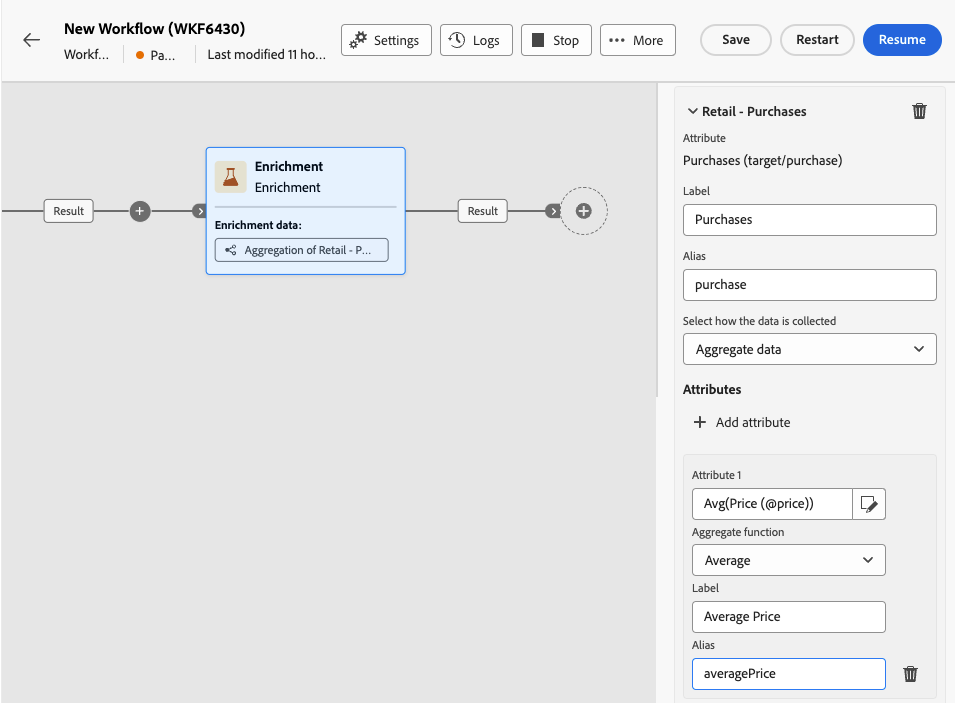 New Workflow (WKF6430)
Workf...
Pa...
Last modified 11 ho...
Settings
Logs
Stop
More
Save
Restart
Resume
Result
Enrichment
Enrichment
Enrichment data:
Aggregation of Retail - P...
Result
Retail - Purchases
Attribute
Purchases (target/purchase)
Label
Purchases
Alias
purchase
Select how the data is collected
Aggregate data
Attributes
Add attribute
Attribute 1
Avg(Price (@price))
Aggregate function
Average
Label
Average Price
Alias
averagePrice